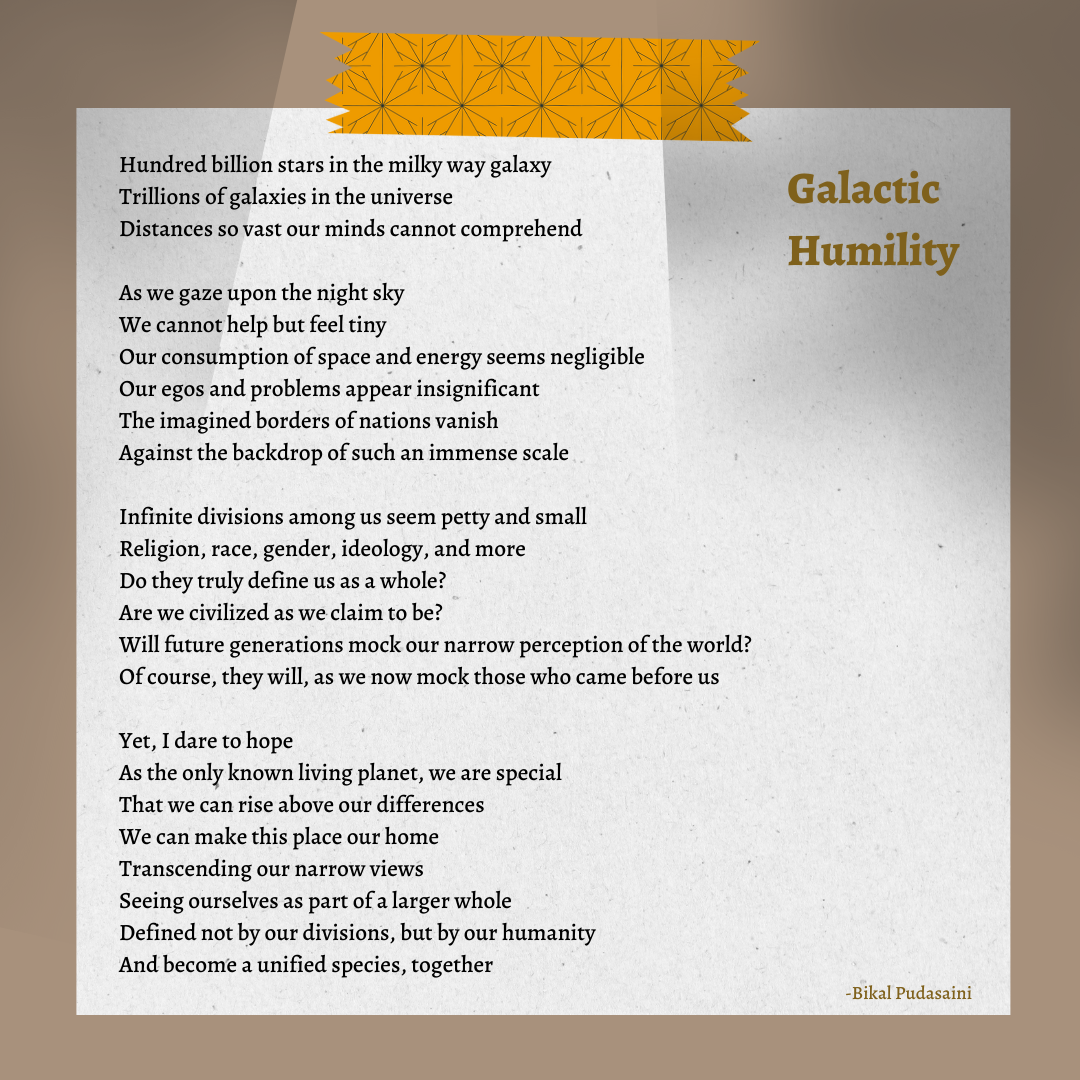 Galactic
Humility
Hundred billion stars in the milky way galaxy
Trillions of galaxies in the universe
Distances so vast our minds cannot comprehend
As we gaze upon the night sky
We cannot help but feel tiny
Our consumption of space and energy seems negligible
Our egos and problems appear insignificant
The imagined borders of nations vanish
Against the backdrop of such an immense scale
Infinite divisions among us seem petty and small
Religion, race, gender, ideology, and more
Do they truly define us as a whole?
Are we civilized as we claim to be?
Will future generations mock our narrow perception of the world?
Of course, they will, as we now mock those who came before us
Yet, I dare to hope
As the only known living planet, we are special
That we can rise above our differences
We can make this place our home
Transcending our narrow views
Seeing ourselves as part of a larger whole
Defined not by our divisions, but by our humanity
And become a unified species, together
-Bikal Pudasaini